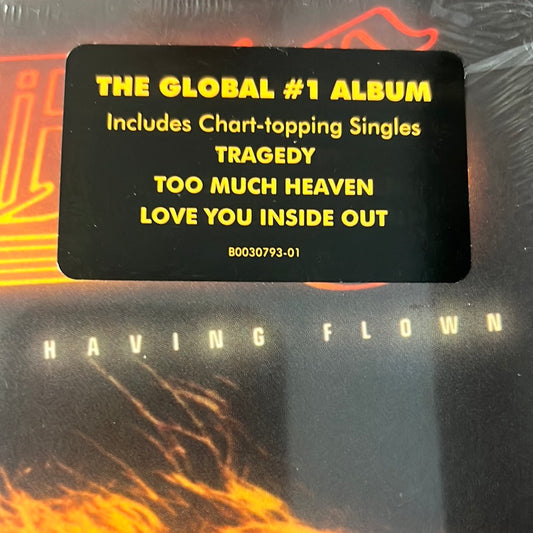 THE GLOBAL #1 ALBUM
Includes Chart-topping Singles
TRAGEDY
TOO MUCH HEAVEN
LOVE YOU INSIDE OUT
B0030793-01
HAVING FLOWN